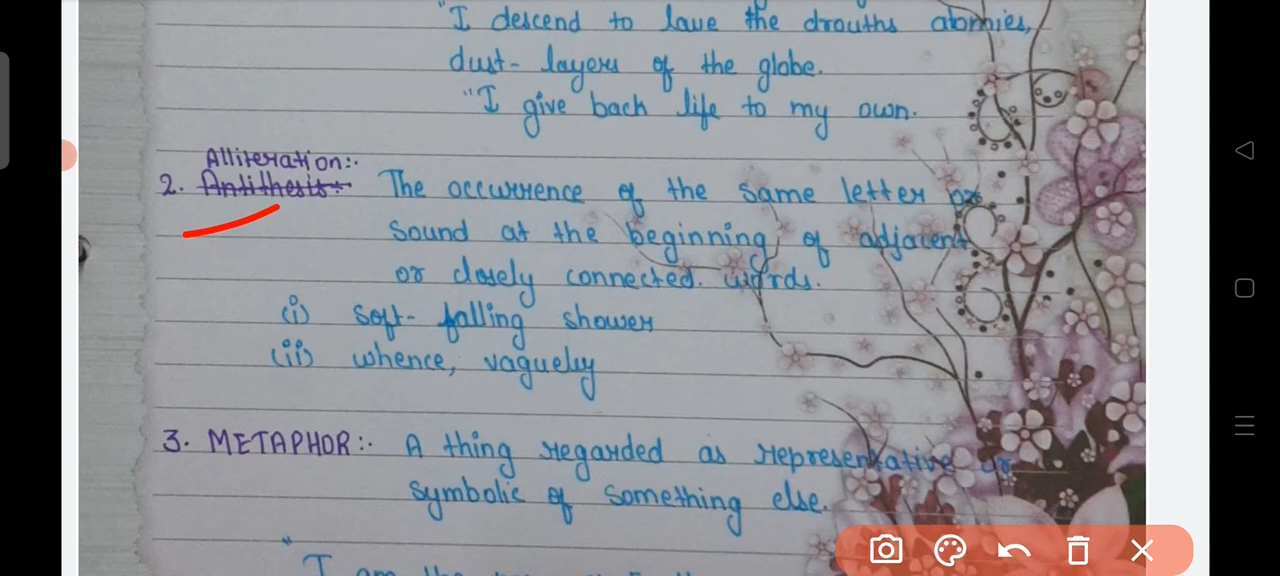 "I descend to lave the drouths atomies,
dust- layers of the globe.
"I give back life to my own.
Alliteration:-
2. Antithesis:- The occurrence of the same letter or
sound at the beginning of adjacent
or closely connected. words.
(i) soft- falling shower
(ii) whence, vaguely
3. METAPHOR:- A thing regarded as representative or
symbolic of something else.
"I am the